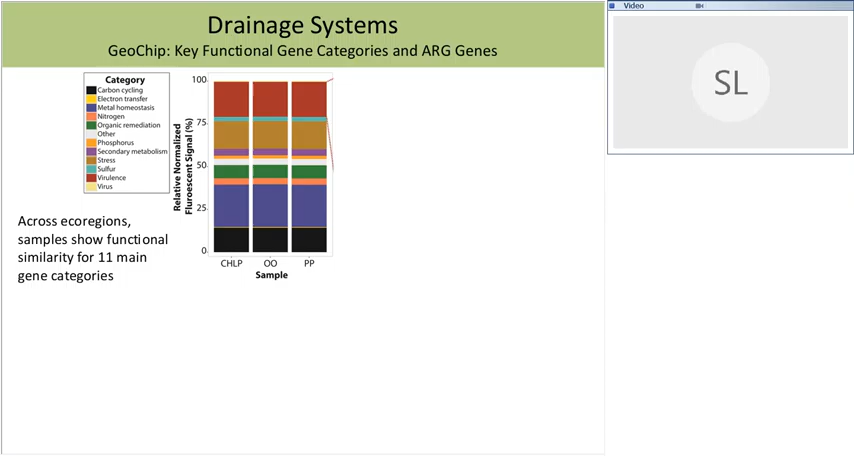 Drainage Systems
GeoChip: Key Functional Gene Categories and ARG Genes
Category
Carbon cycling
Electron transfer
Metal homeostasis
Nitrogen
Organic remediation
Other
Phosphorus
Secondary metabolism
Stress
Sulfur
Virulence
Virus
Relative Normalized
Fluroescent Signal (%)
100
75
50
25
0
CHLP OO PP
Sample
Across ecoregions,
samples show functional
similarity for 11 main
gene categories
Video
SL